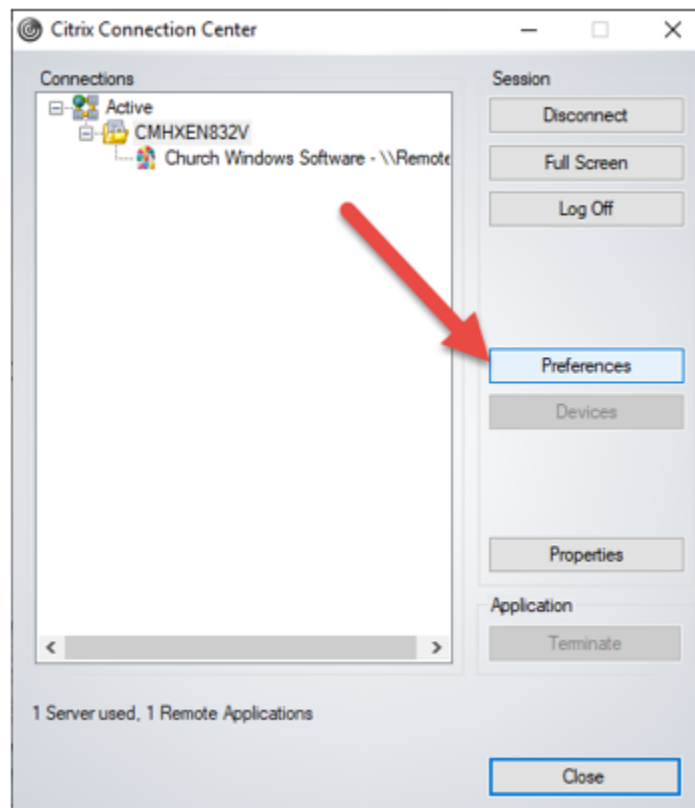 Citrix Connection Center
Connections
Active
CMHXEN832V
Church Windows Software - \\Remote
Session
Disconnect
Full Screen
Log Off
Preferences
Devices
Properties
Application
Terminate
1 Server used, 1 Remote Applications
Close